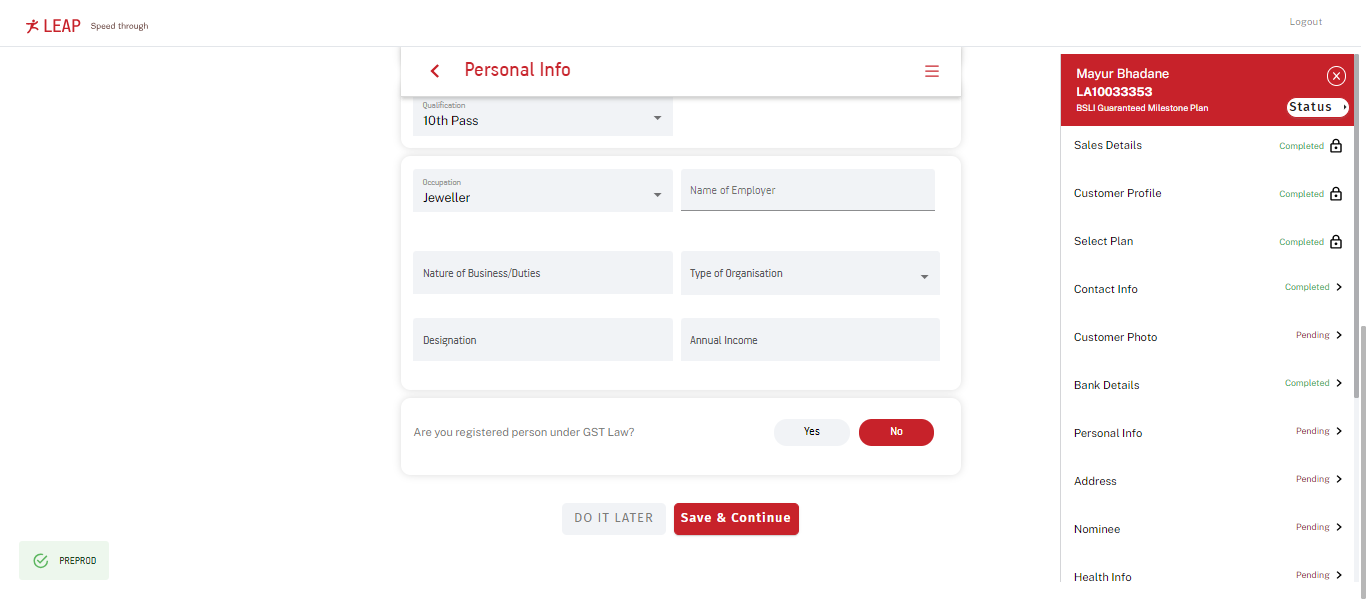 LEAP Speed through
Logout
Personal Info
Qualification
10th Pass
Occupation
Jeweller
Name of Employer
Nature of Business/Duties
Type of Organisation
Designation
Annual Income
Are you registered person under GST Law?
Yes
No
DO IT LATER
Save & Continue
PREPROD
Mayur Bhadane
LA10033353
BSLI Guaranteed Milestone Plan
Status
Sales Details Completed
Customer Profile Completed
Select Plan Completed
Contact Info Completed
Customer Photo Pending
Bank Details Completed
Personal Info Pending
Address Pending
Nominee Pending
Health Info Pending